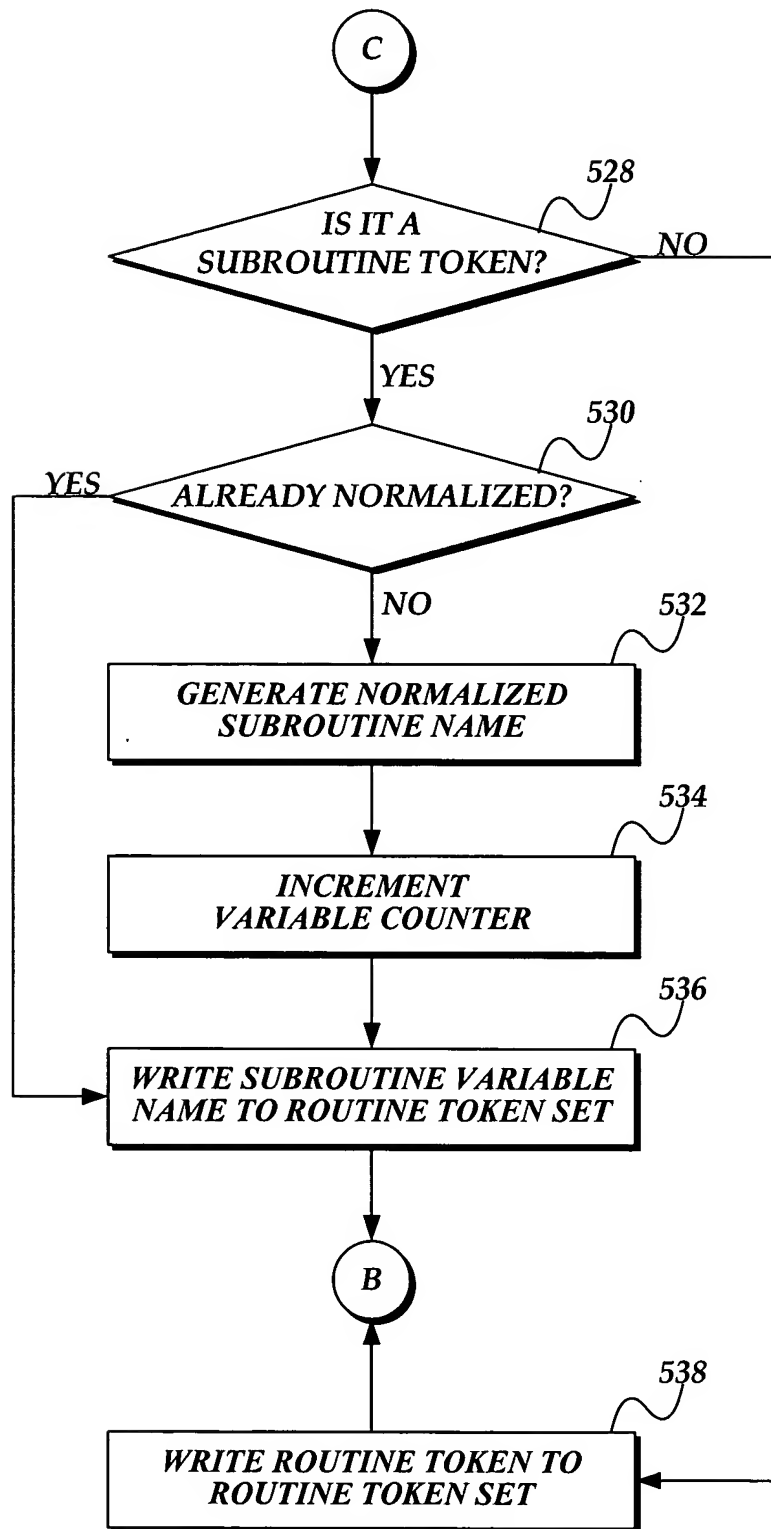 C
528
IS IT A
SUBROUTINE TOKEN?
NO
YES
530
YES
ALREADY NORMALIZED?
NO
532
GENERATE NORMALIZED
SUBROUTINE NAME
534
INCREMENT
VARIABLE COUNTER
536
WRITE SUBROUTINE VARIABLE
NAME TO ROUTINE TOKEN SET
B
538
WRITE ROUTINE TOKEN TO
ROUTINE TOKEN SET